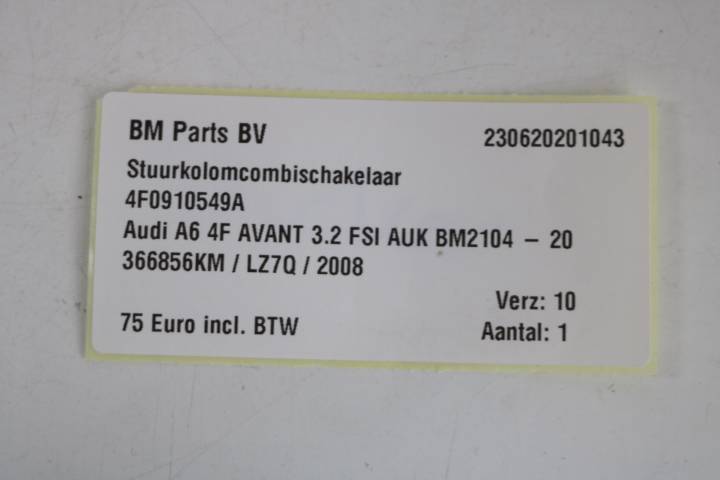 BM Parts BV 230620201043
Stuurkolomcombischakelaar
4F0910549A
Audi A6 4F AVANT 3.2 FSI AUK BM2104 – 20
366856KM / LZ7Q / 2008
Verz: 10
75 Euro incl. BTW Aantal: 1